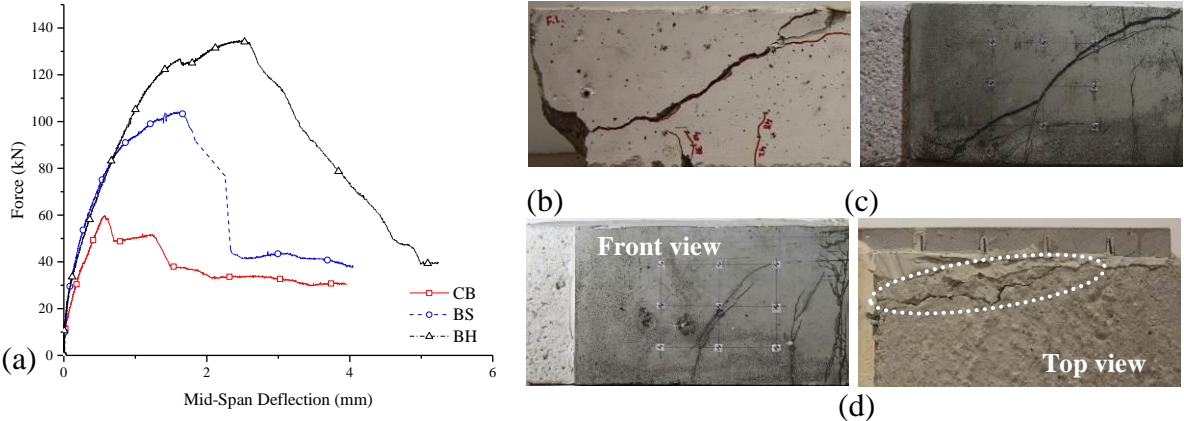 140
120
100
80
60
40
20
0
Force (kN)
0
2
4
6
Mid-Span Deflection (mm)
CB
BS
BH
(a)
(b)
(c)
Front view
Top view
(d)